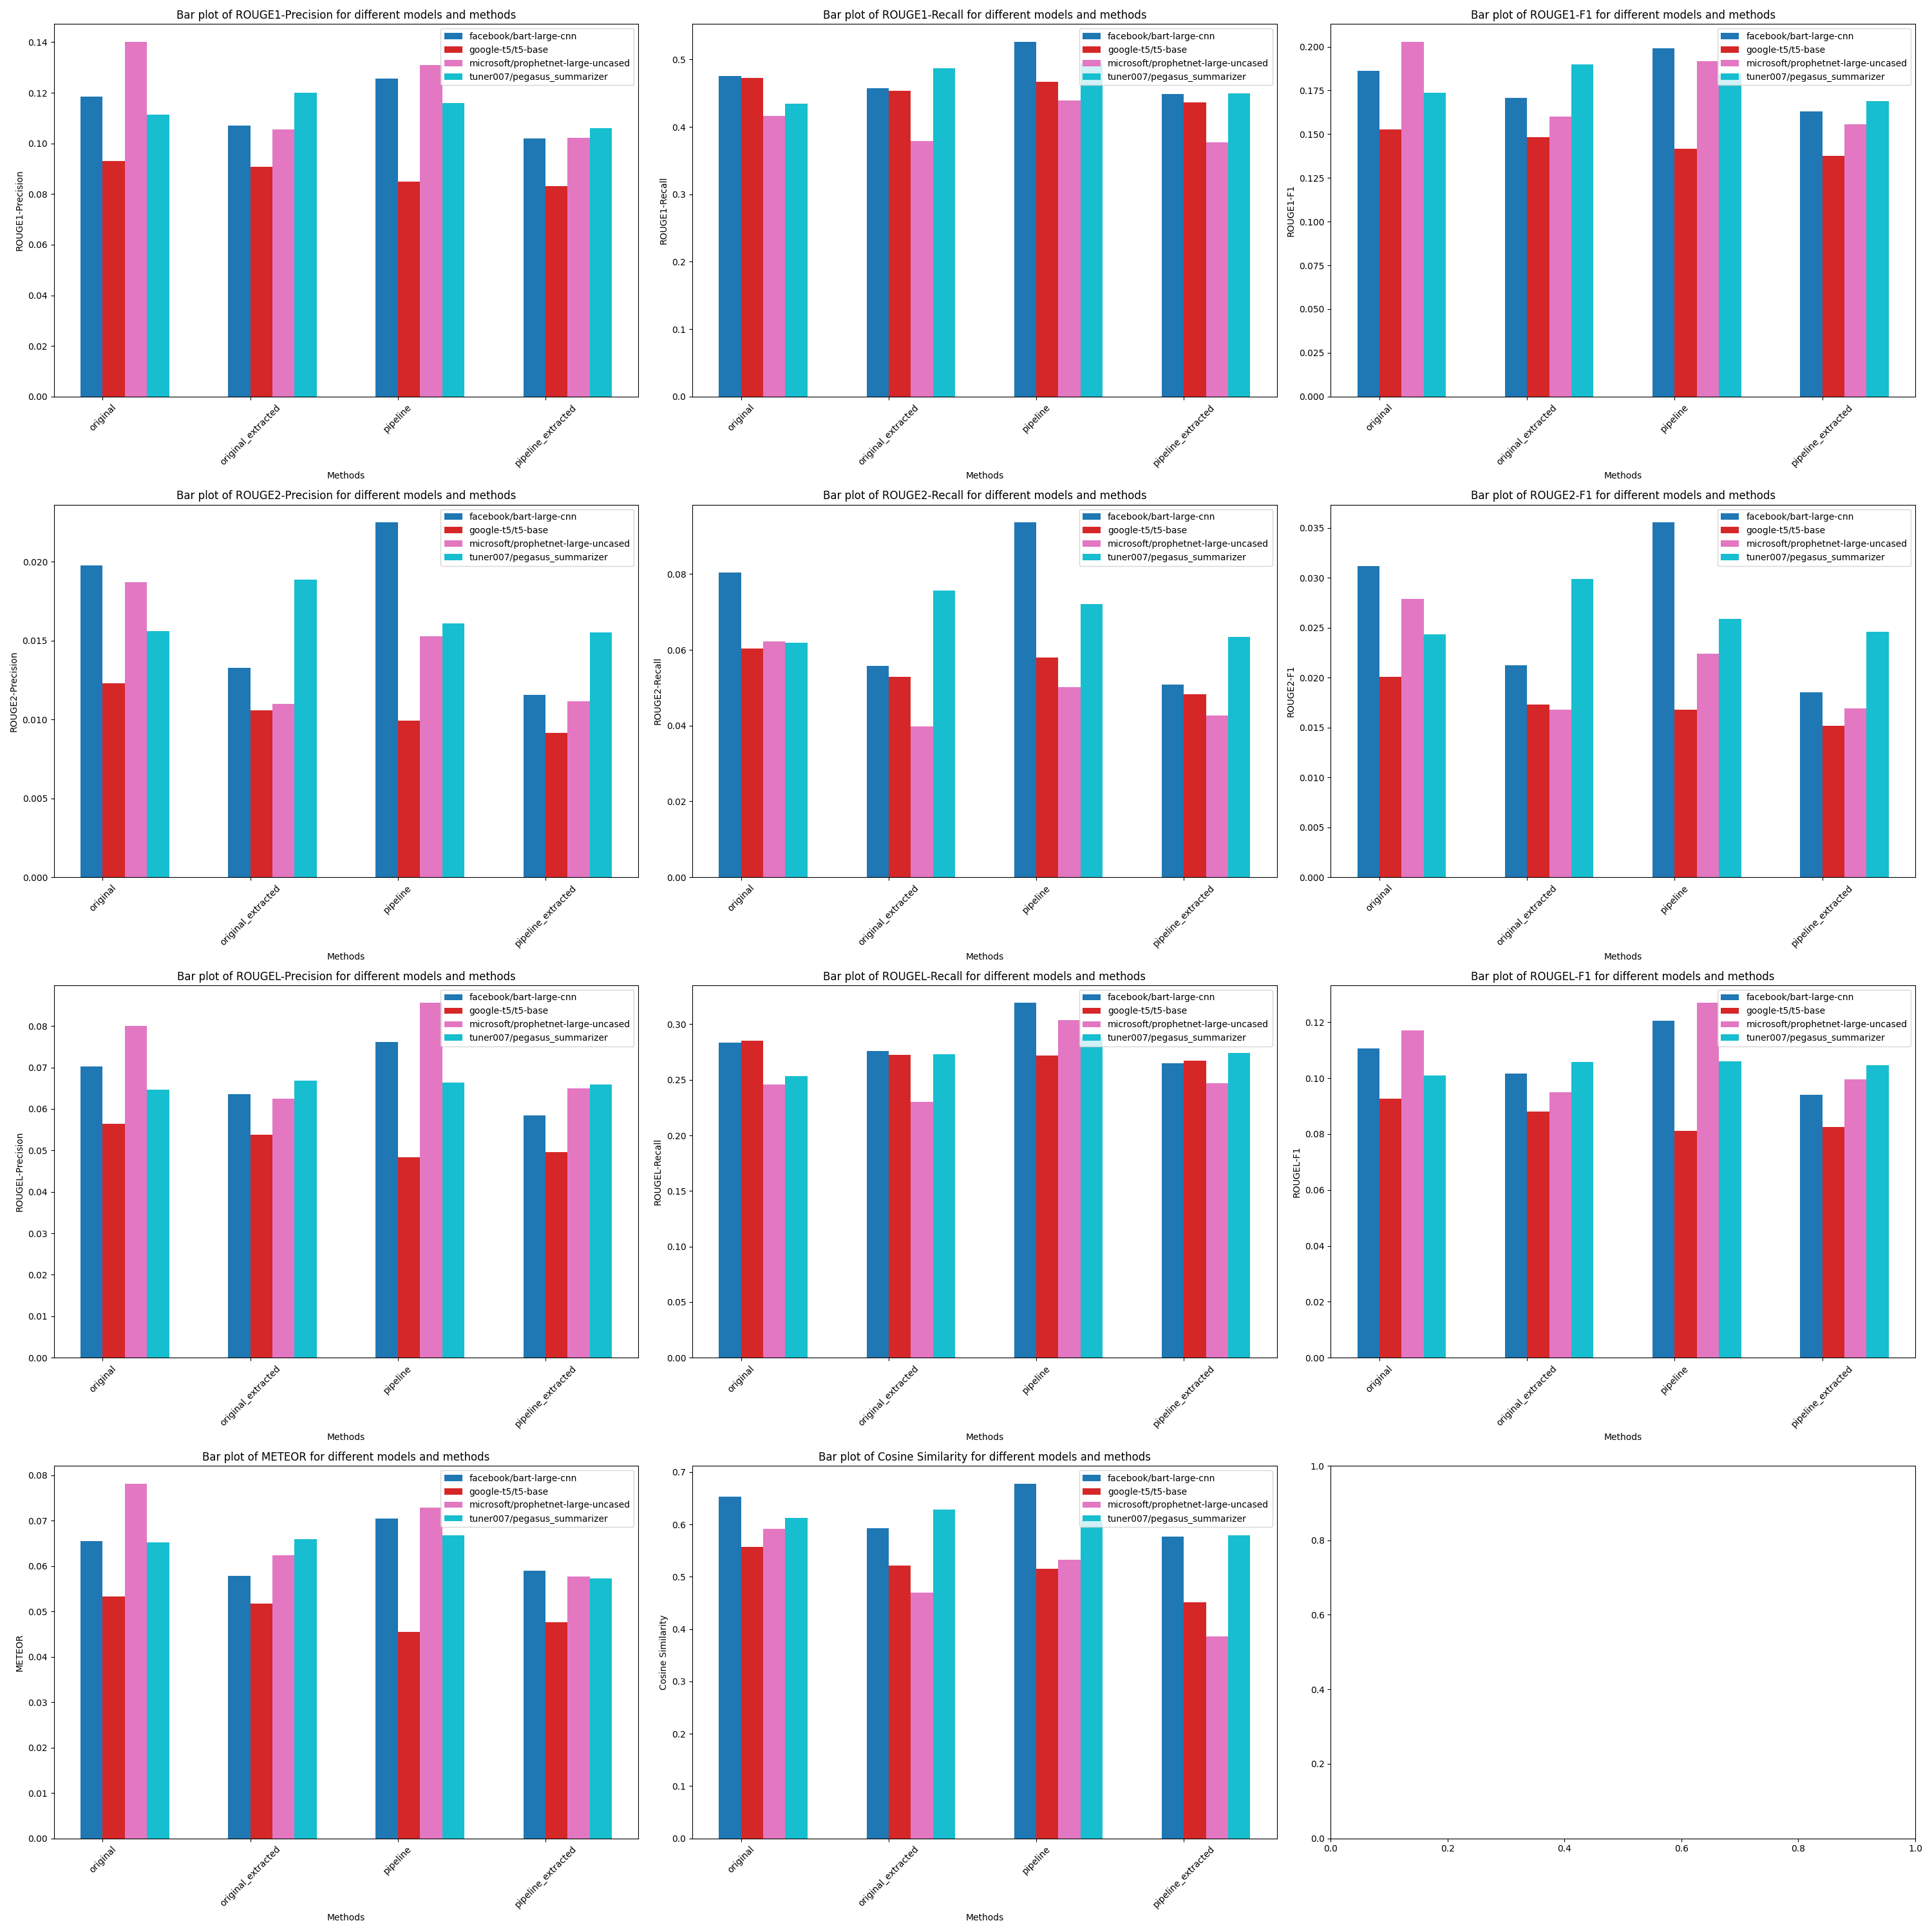 Bar plot of ROUGE1-Precision for different models and methods
ROUGE1-Precision
0.14
0.12
0.10
0.08
0.06
0.04
0.02
0.00
facebook/bart-large-cnn
google-t5/t5-base
microsoft/prophetnet-large-uncased
tuner007/pegasus_summarizer
original
original_extracted
pipeline
pipeline_extracted
Methods
Bar plot of ROUGE1-Recall for different models and methods
ROUGE1-Recall
0.5
0.4
0.3
0.2
0.1
0.0
facebook/bart-large-cnn
google-t5/t5-base
microsoft/prophetnet-large-uncased
tuner007/pegasus_summarizer
original
original_extracted
pipeline
pipeline_extracted
Methods
Bar plot of ROUGE1-F1 for different models and methods
ROUGE1-F1
0.200
0.175
0.150
0.125
0.100
0.075
0.050
0.025
0.000
facebook/bart-large-cnn
google-t5/t5-base
microsoft/prophetnet-large-uncased
tuner007/pegasus_summarizer
original
original_extracted
pipeline
pipeline_extracted
Methods
Bar plot of ROUGE2-Precision for different models and methods
ROUGE2-Precision
0.020
0.015
0.010
0.005
0.000
facebook/bart-large-cnn
google-t5/t5-base
microsoft/prophetnet-large-uncased
tuner007/pegasus_summarizer
original
original_extracted
pipeline
pipeline_extracted
Methods
Bar plot of ROUGE2-Recall for different models and methods
ROUGE2-Recall
0.08
0.06
0.04
0.02
0.00
facebook/bart-large-cnn
google-t5/t5-base
microsoft/prophetnet-large-uncased
tuner007/pegasus_summarizer
original
original_extracted
pipeline
pipeline_extracted
Methods
Bar plot of ROUGE2-F1 for different models and methods
ROUGE2-F1
0.035
0.030
0.025
0.020
0.015
0.010
0.005
0.000
facebook/bart-large-cnn
google-t5/t5-base
microsoft/prophetnet-large-uncased
tuner007/pegasus_summarizer
original
original_extracted
pipeline
pipeline_extracted
Methods
Bar plot of ROUGEL-Precision for different models and methods
ROUGEL-Precision
0.08
0.07
0.06
0.05
0.04
0.03
0.02
0.01
0.00
facebook/bart-large-cnn
google-t5/t5-base
microsoft/prophetnet-large-uncased
tuner007/pegasus_summarizer
original
original_extracted
pipeline
pipeline_extracted
Methods
Bar plot of ROUGEL-Recall for different models and methods
ROUGEL-Recall
0.30
0.25
0.20
0.15
0.10
0.05
0.00
facebook/bart-large-cnn
google-t5/t5-base
microsoft/prophetnet-large-uncased
tuner007/pegasus_summarizer
original
original_extracted
pipeline
pipeline_extracted
Methods
Bar plot of ROUGEL-F1 for different models and methods
ROUGEL-F1
0.12
0.10
0.08
0.06
0.04
0.02
0.00
facebook/bart-large-cnn
google-t5/t5-base
microsoft/prophetnet-large-uncased
tuner007/pegasus_summarizer
original
original_extracted
pipeline
pipeline_extracted
Methods
Bar plot of METEOR for different models and methods
METEOR
0.08
0.07
0.06
0.05
0.04
0.03
0.02
0.01
0.00
facebook/bart-large-cnn
google-t5/t5-base
microsoft/prophetnet-large-uncased
tuner007/pegasus_summarizer
original
original_extracted
pipeline
pipeline_extracted
Methods
Bar plot of Cosine Similarity for different models and methods
Cosine Similarity
0.7
0.6
0.5
0.4
0.3
0.2
0.1
0.0
facebook/bart-large-cnn
google-t5/t5-base
microsoft/prophetnet-large-uncased
tuner007/pegasus_summarizer
original
original_extracted
pipeline
pipeline_extracted
Methods
1.0
0.8
0.6
0.4
0.2
0.0
0.0 0.2 0.4 0.6 0.8 1.0